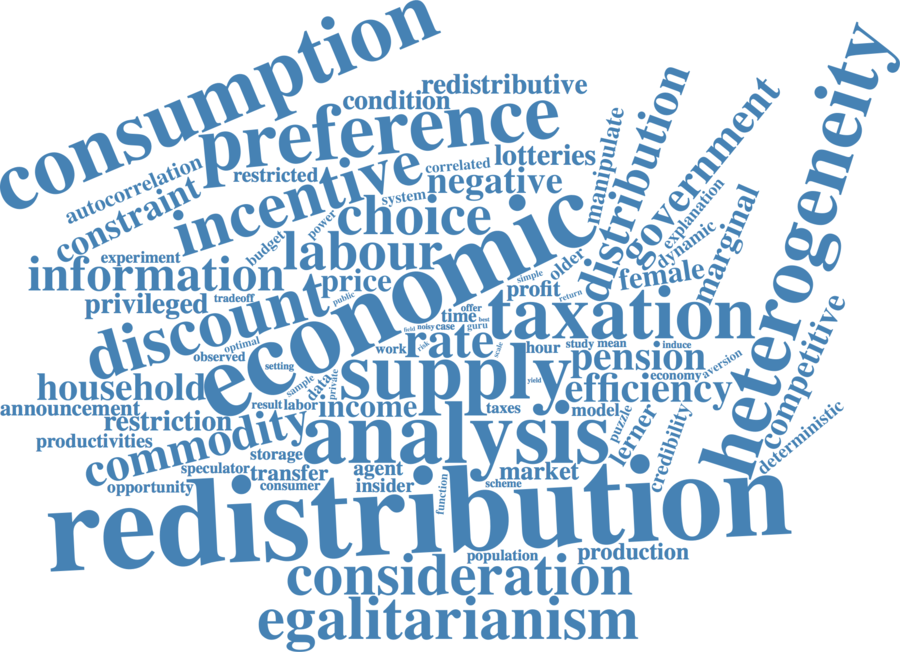 consumption
redistributive
condition
preference
heterogeneity
distribution
government
manipulate
autocorrelation
restricted
incentive
correlated
lotteries
constraint
system
negative
choice
power
explanation
experiment
budget
labour
economic
older
dynamic
marginal
information
price
simple
female
privileged
tradeoff
public
profit
return
discount
offer
time
best
taxation
field
noisy
case
guru
optimal
observed
work
risk
rate
scale
hour
study
mean
induce
setting
pension
economy
aversion
competitive
household
sample
data
private
supply
yield
efficiency
announcement
result
labor
income
taxes
model
puzzle
restriction
lerner
credibility
deterministic
productivities
commodity
analysis
storage
speculator
transfer
agent
market
opportunity
consumer
insider
function
scheme
redistribution
population
production
consideration
egalitarianism